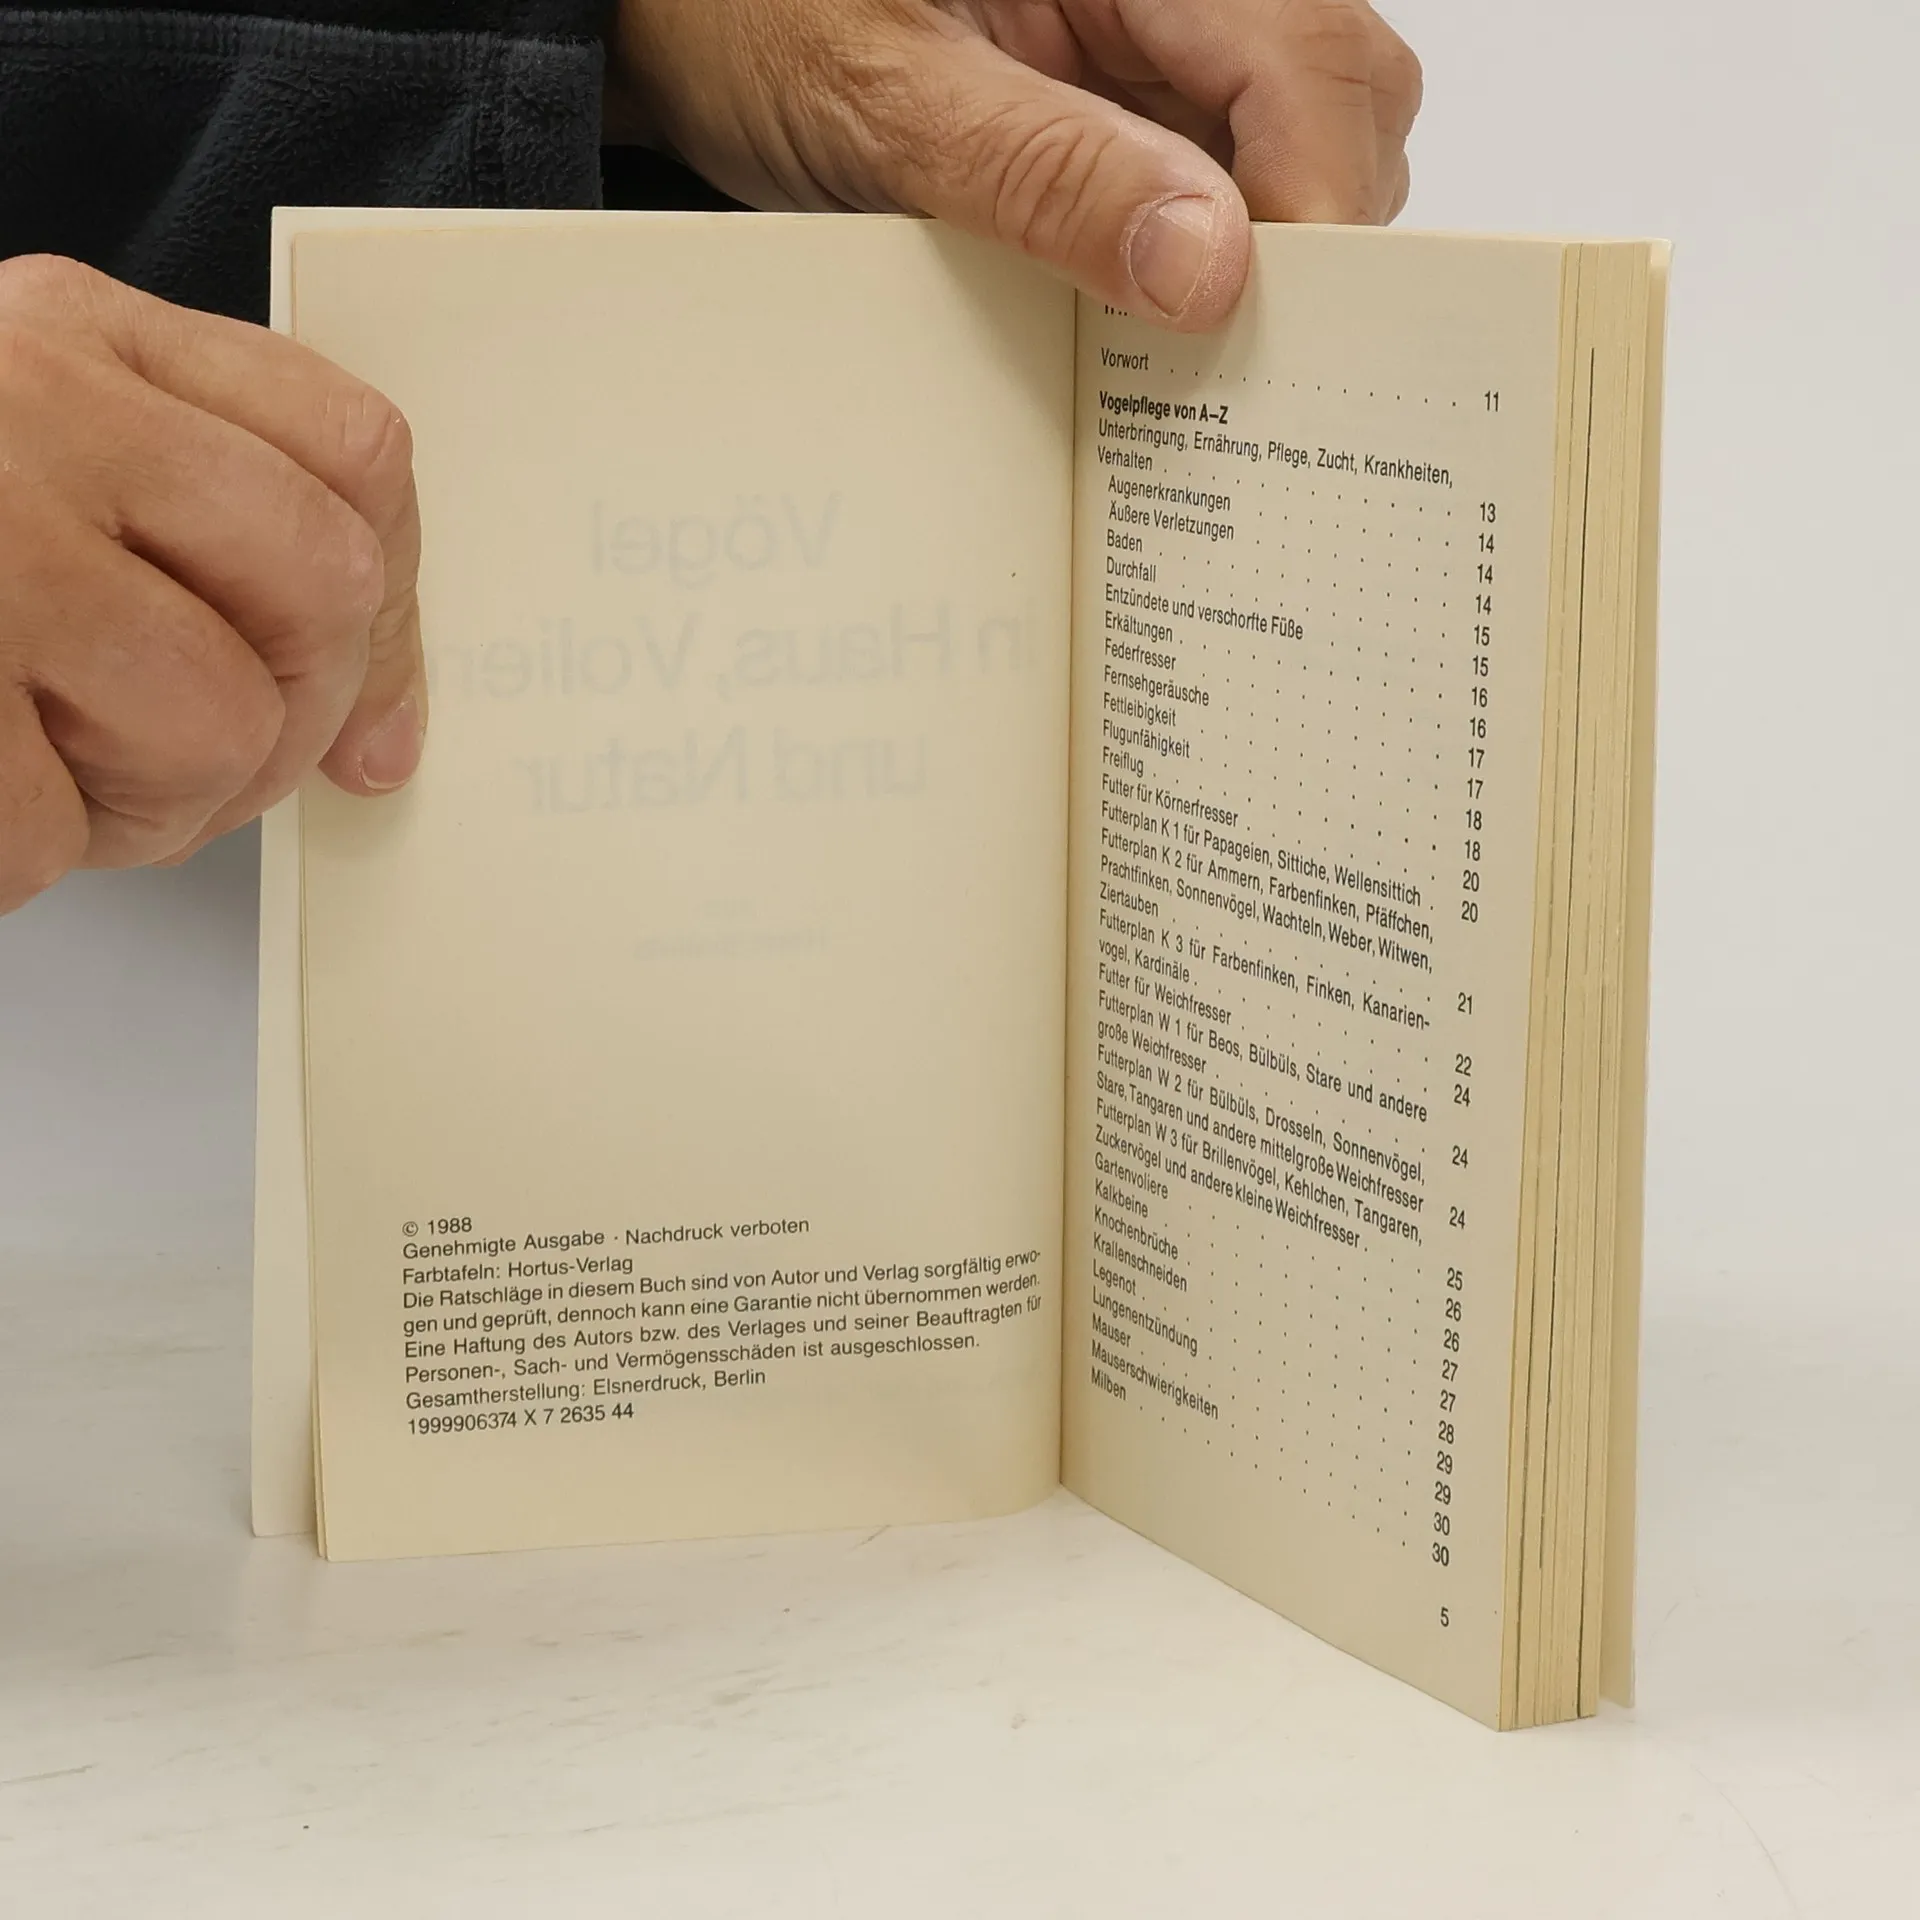 Vögel
in Haus, Voliere
und Natur
© 1988
Genehmigte Ausgabe · Nachdruck verboten
Farbtafeln: Hortus-Verlag
Die Ratschläge in diesem Buch sind von Autor und Verlag sorgfältig erwo-
gen und geprüft, dennoch kann eine Garantie nicht übernommen werden.
Eine Haftung des Autors bzw. des Verlages und seiner Beauftragten für
Personen-, Sach- und Vermögensschäden ist ausgeschlossen.
Gesamtherstellung: Elsnerdruck, Berlin
1999906374 X 7 2635 44
Vorwort . . . . . . . . . . . . 11
Vogelpflege von A–Z
Unterbringung, Ernährung, Pflege, Zucht, Krankheiten,
Verhalten . . . . . . . . . . . . 13
Augenerkrankungen . . . . . . . . 14
Äußere Verletzungen . . . . . . . . 14
Baden . . . . . . . . . . . . 14
Durchfall . . . . . . . . . . . 15
Entzündete und verschorfte Füße . . . . . . 15
Erkältungen . . . . . . . . . . . 16
Federfresser . . . . . . . . . . 16
Fernsehgeräusche . . . . . . . . . 17
Fettleibigkeit . . . . . . . . . . 17
Flugunfähigkeit . . . . . . . . . . 18
Freiflug . . . . . . . . . . . . 18
Futter für Körnerfresser . . . . . . . . 20
Futterplan K 1 für Papageien, Sittiche, Wellensittich . 20
Futterplan K 2 für Ammern, Farbenfinken, Pfäffchen,
Prachtfinken, Sonnenvögel, Wachteln, Weber, Witwen,
Ziertauben . . . . . . . . . . . 21
Futterplan K 3 für Farbenfinken, Finken, Kanarien-
vogel, Kardinäle . . . . . . . . . . 22
Futter für Weichfresser . . . . . . . . 24
Futterplan W 1 für Beos, Bülbüls, Stare und andere
große Weichfresser . . . . . . . . . 24
Futterplan W 2 für Bülbüls, Drosseln, Sonnenvögel,
Stare, Tangaren und andere mittelgroße Weichfresser 24
Futterplan W 3 für Brillenvögel, Kehlchen, Tangaren,
Zuckervögel und andere kleine Weichfresser . . . 25
Gartenvoliere . . . . . . . . . . 26
Kalkbeine . . . . . . . . . . . 26
Knochenbrüche . . . . . . . . . . 27
Krallenschneiden . . . . . . . . . 27
Legenot . . . . . . . . . . . . 28
Lungenentzündung . . . . . . . . . 29
Mauser . . . . . . . . . . . . 29
Mauserschwierigkeiten . . . . . . . . 30
Milben . . . . . . . . . . . . 30
5